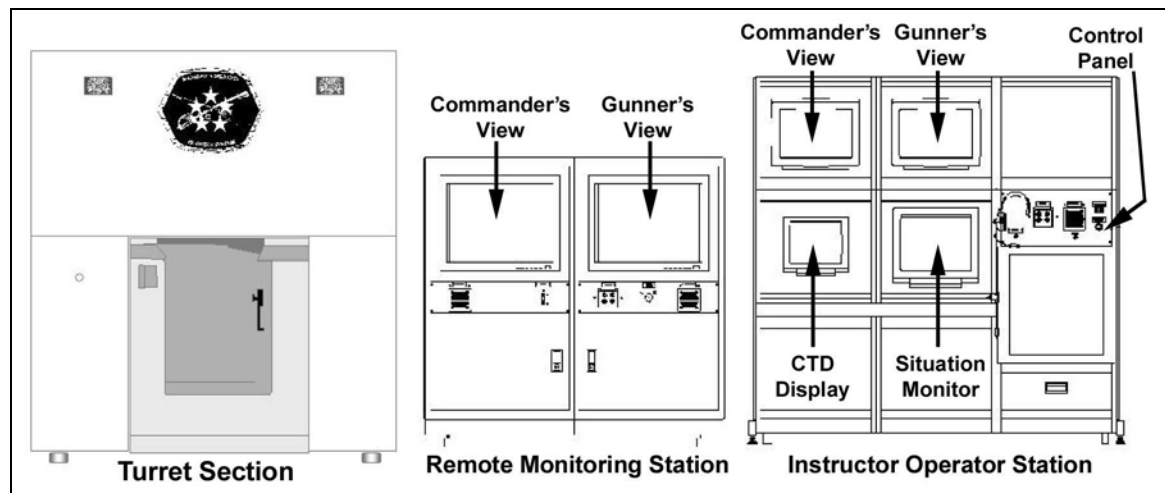 Commander's
View
Gunner's
View
Control
Panel
Commander's
View
Gunner's
View
CTD
Display
Situation
Monitor
Turret Section
Remote Monitoring Station
Instructor Operator Station